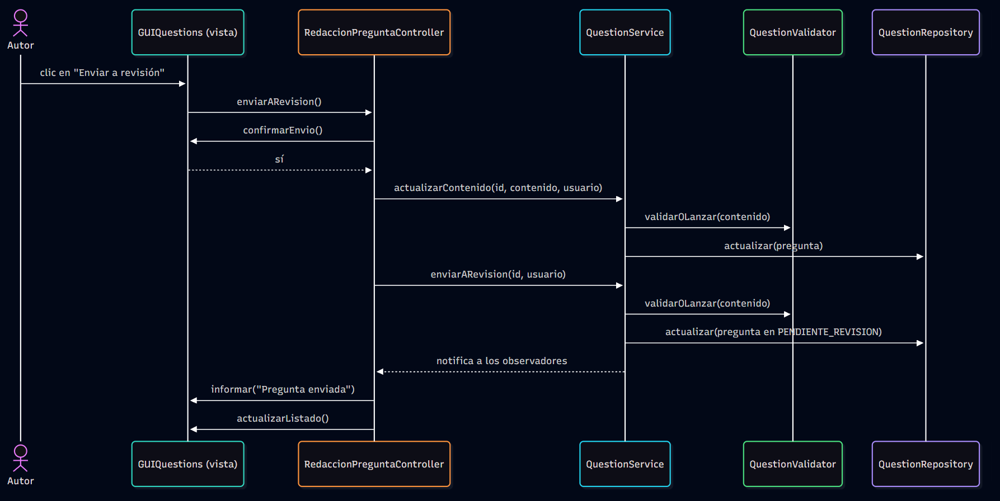 Autor
GUIQuestions (vista)
RedaccionPreguntaController
QuestionService
QuestionValidator
QuestionRepository
clic en "Enviar a revisión"
enviarARevision()
confirmarEnvio()
sí
actualizarContenido(id, contenido, usuario)
validarOLanzar(contenido)
actualizar(pregunta)
enviarARevision(id, usuario)
validarOLanzar(contenido)
actualizar(pregunta en PENDIENTE_REVISION)
notifica a los observadores
informar("Pregunta enviada")
actualizarListado()
Autor
GUIQuestions (vista)
RedaccionPreguntaController
QuestionService
QuestionValidator
QuestionRepository